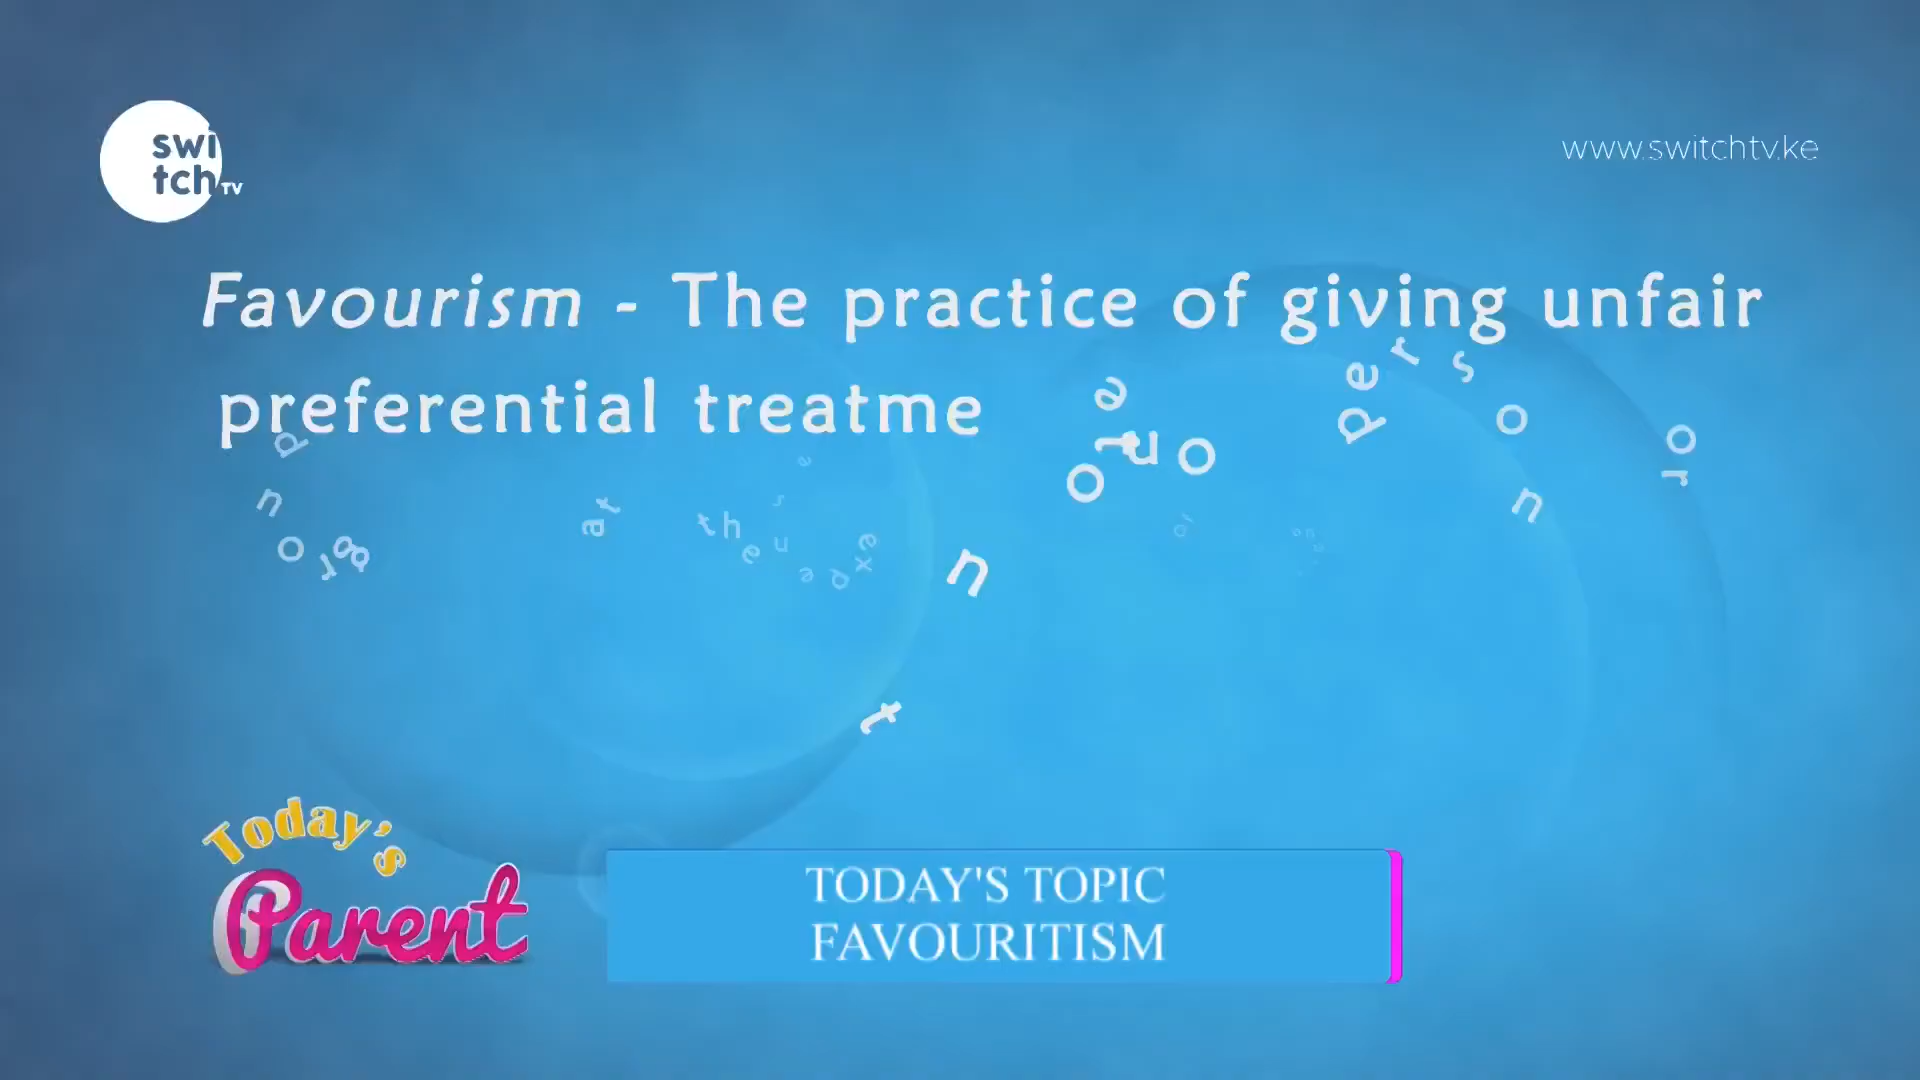 swi
tch TV
www.switchtv.ke
Favourism - The practice of giving unfair
preferential treatme
Today's
Parent
TODAY'S TOPIC
FAVOURITISM